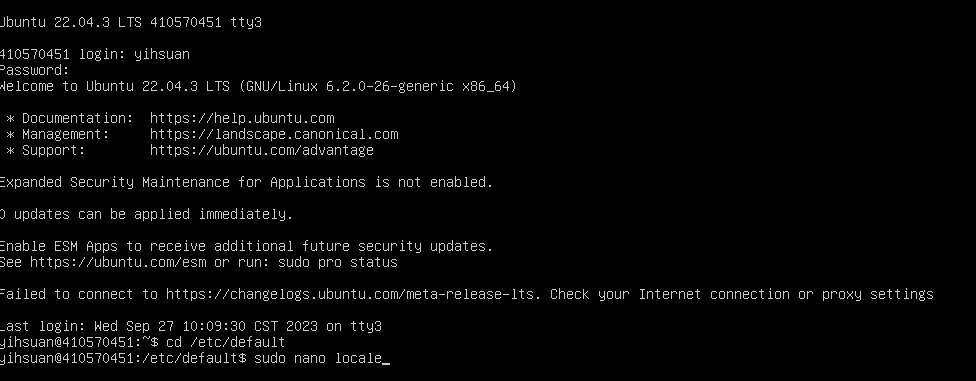 Ubuntu 22.04.3 LTS 410570451 tty3
410570451 login: yihsuan
Password:
Welcome to Ubuntu 22.04.3 LTS (GNU/Linux 6.2.0-26-generic x86_64)
* Documentation:  https://help.ubuntu.com
* Management:     https://landscape.canonical.com
* Support:        https://ubuntu.com/advantage
Expanded Security Maintenance for Applications is not enabled.
0 updates can be applied immediately.
Enable ESM Apps to receive additional future security updates.
See https://ubuntu.com/esm or run: sudo pro status
Failed to connect to https://changelogs.ubuntu.com/meta-release-lts. Check your Internet connection or proxy settings
Last login: Wed Sep 27 10:09:30 CST 2023 on tty3
yihsuan@410570451:~$ cd /etc/default
yihsuan@410570451:/etc/default$ sudo nano locale_